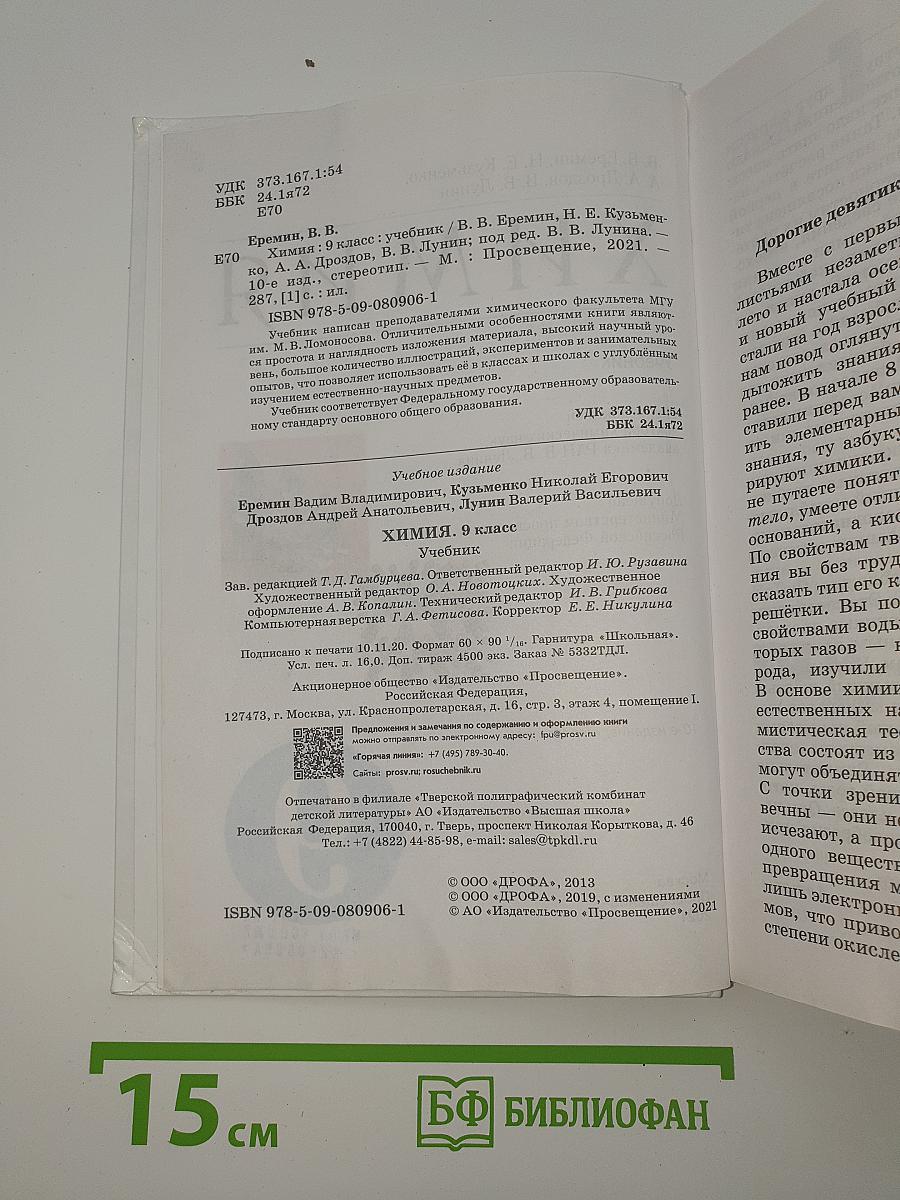 УДК 373.167.1:54
ББК 24.1я72
Е70
Еремин, В. В.
Е70 Химия : 9 класс : учебник / В. В. Еремин, Н. Е. Кузьмен-
ко, А. А. Дроздов, В. В. Лунин; под ред. В. В. Лунина. —
10-е изд., стереотип. — М. : Просвещение, 2021. —
287, [1] с. : ил.
ISBN 978-5-09-080906-1
Учебник написан преподавателями химического факультета МГУ
им. М. В. Ломоносова. Отличительными особенностями книги являют-
ся простота и наглядность изложения материала, высокий научный уро-
вень, большое количество иллюстраций, экспериментов и занимательных
опытов, что позволяет использовать её в классах и школах с углублённым
изучением естественно-научных предметов.
Учебник соответствует Федеральному государственному образователь-
ному стандарту основного общего образования.
УДК 373.167.1:54
ББК 24.1я72
Учебное издание
Еремин Вадим Владимирович, Кузьменко Николай Егорович
Дроздов Андрей Анатольевич, Лунин Валерий Васильевич
ХИМИЯ. 9 класс
Учебник
Зав. редакцией Т. Д. Гамбурцева. Ответственный редактор И. Ю. Рузавина
Художественный редактор О. А. Новотоцких. Художественное
оформление А. В. Копалин. Технический редактор И. В. Грибкова
Компьютерная верстка Г. А. Фетисова. Корректор Е. Е. Никулина
Подписано к печати 10.11.20. Формат 60 × 90 1/16. Гарнитура «Школьная».
Усл. печ. л. 16,0. Доп. тираж 4500 экз. Заказ № 5332ТДЛ.
Акционерное общество «Издательство «Просвещение».
Российская Федерация,
127473, г. Москва, ул. Краснопролетарская, д. 16, стр. 3, этаж 4, помещение I.
Предложения и замечания по содержанию и оформлению книги
можно отправлять по электронному адресу: fpu@prosv.ru
«Горячая линия»: +7 (495) 789-30-40.
Сайты: prosv.ru; rosuchebnik.ru
Отпечатано в филиале «Тверской полиграфический комбинат
детской литературы» АО «Издательство «Высшая школа»
Российская Федерация, 170040, г. Тверь, проспект Николая Корыткова, д. 46
Тел.: +7 (4822) 44-85-98, e-mail: sales@tpkdl.ru
© ООО «ДРОФА», 2013
© ООО «ДРОФА», 2019, с изменениями
ISBN 978-5-09-080906-1 © АО «Издательство «Просвещение», 2021
Дорогие девятик
Вместе с первы
листьями незамет
лето и настала осе
и новый учебный
стали на год взросл
нам повод оглянут
дытожить знания
ранее. В начале 8
ставили перед вам
ить элементарны
знания, ту азбуку
рируют химики.
не путаете понят
тело, умеете отли
оснований, а кис
По свойствам тв
ния вы без труд
сказать тип его к
решётки. Вы по
свойствами воды
торых газов — к
рода, изучили
В основе химии
естественных на
мистическая те
ства состоят из
могут объединят
С точки зрени
вечны — они не
исчезают, а про
одного веществ
превращения м
лишь электронн
мов, что приво
степени окисле
15 см
БФ БИБЛИОФАН